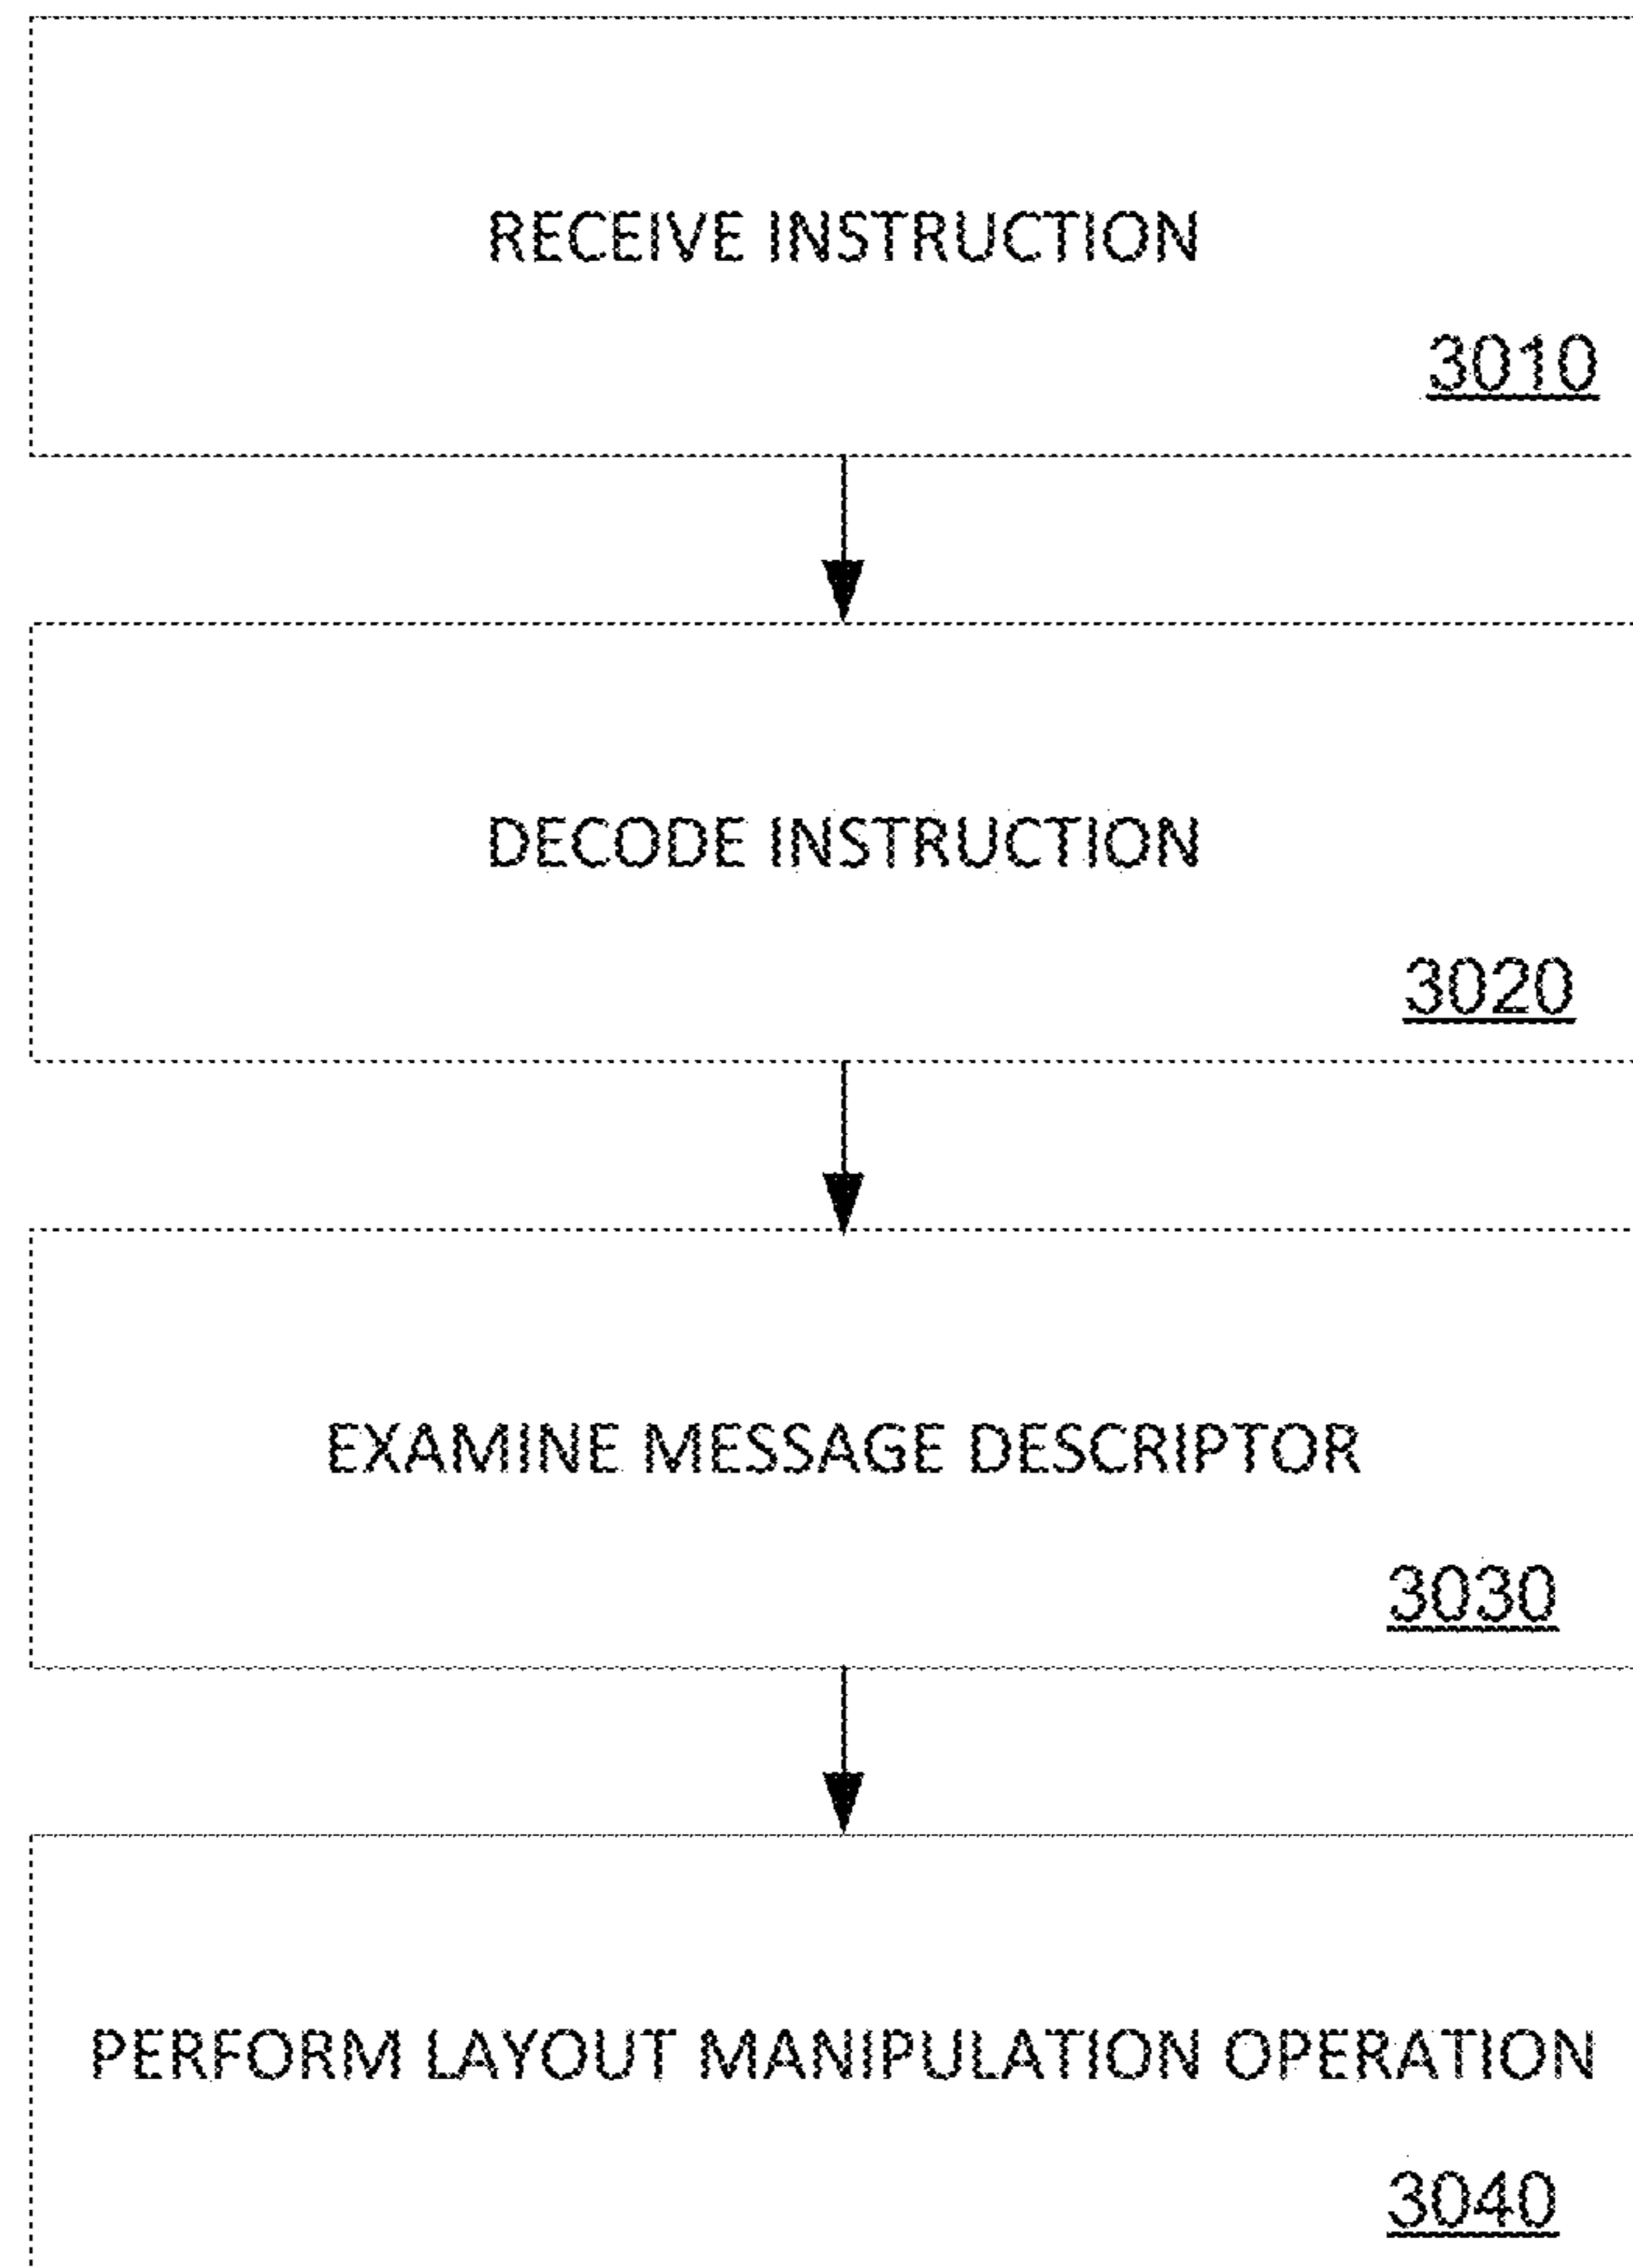 RECEIVE INSTRUCTION
3010
DECODE INSTRUCTION
3020
EXAMINE MESSAGE DESCRIPTOR
3030
PERFORM LAYOUT MANIPULATION OPERATION
3040